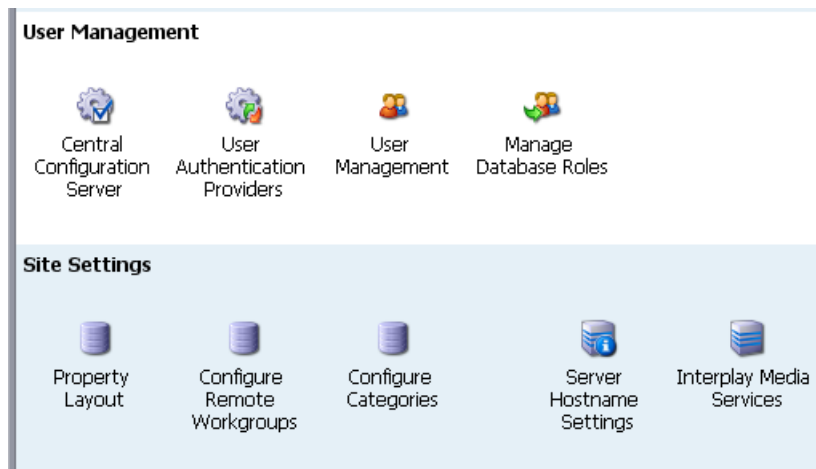 User Management
Central
Configuration
Server
User
Authentication
Providers
User
Management
Manage
Database Roles
Site Settings
Property
Layout
Configure
Remote
Workgroups
Configure
Categories
Server
Hostname
Settings
Interplay Media
Services